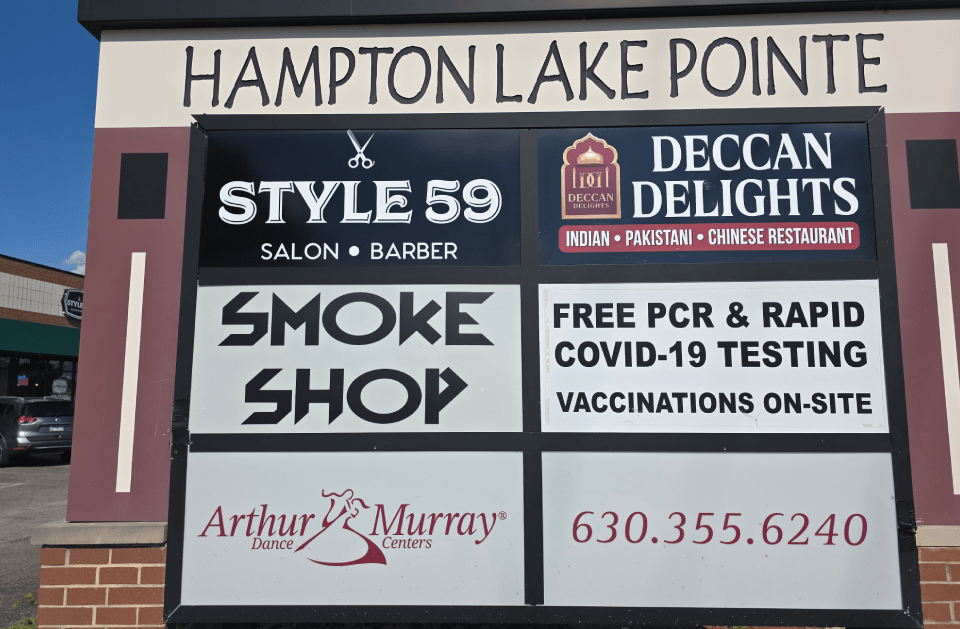 HAMPTON LAKE POINTE
STYLE 59
SALON • BARBER
DECCAN
DELIGHTS
DECCAN
DELIGHTS
INDIAN • PAKISTANI • CHINESE RESTAURANT
SMOKE
SHOP
FREE PCR & RAPID
COVID-19 TESTING
VACCINATIONS ON-SITE
Arthur Murray®
Dance Centers
630.355.6240
STYLE